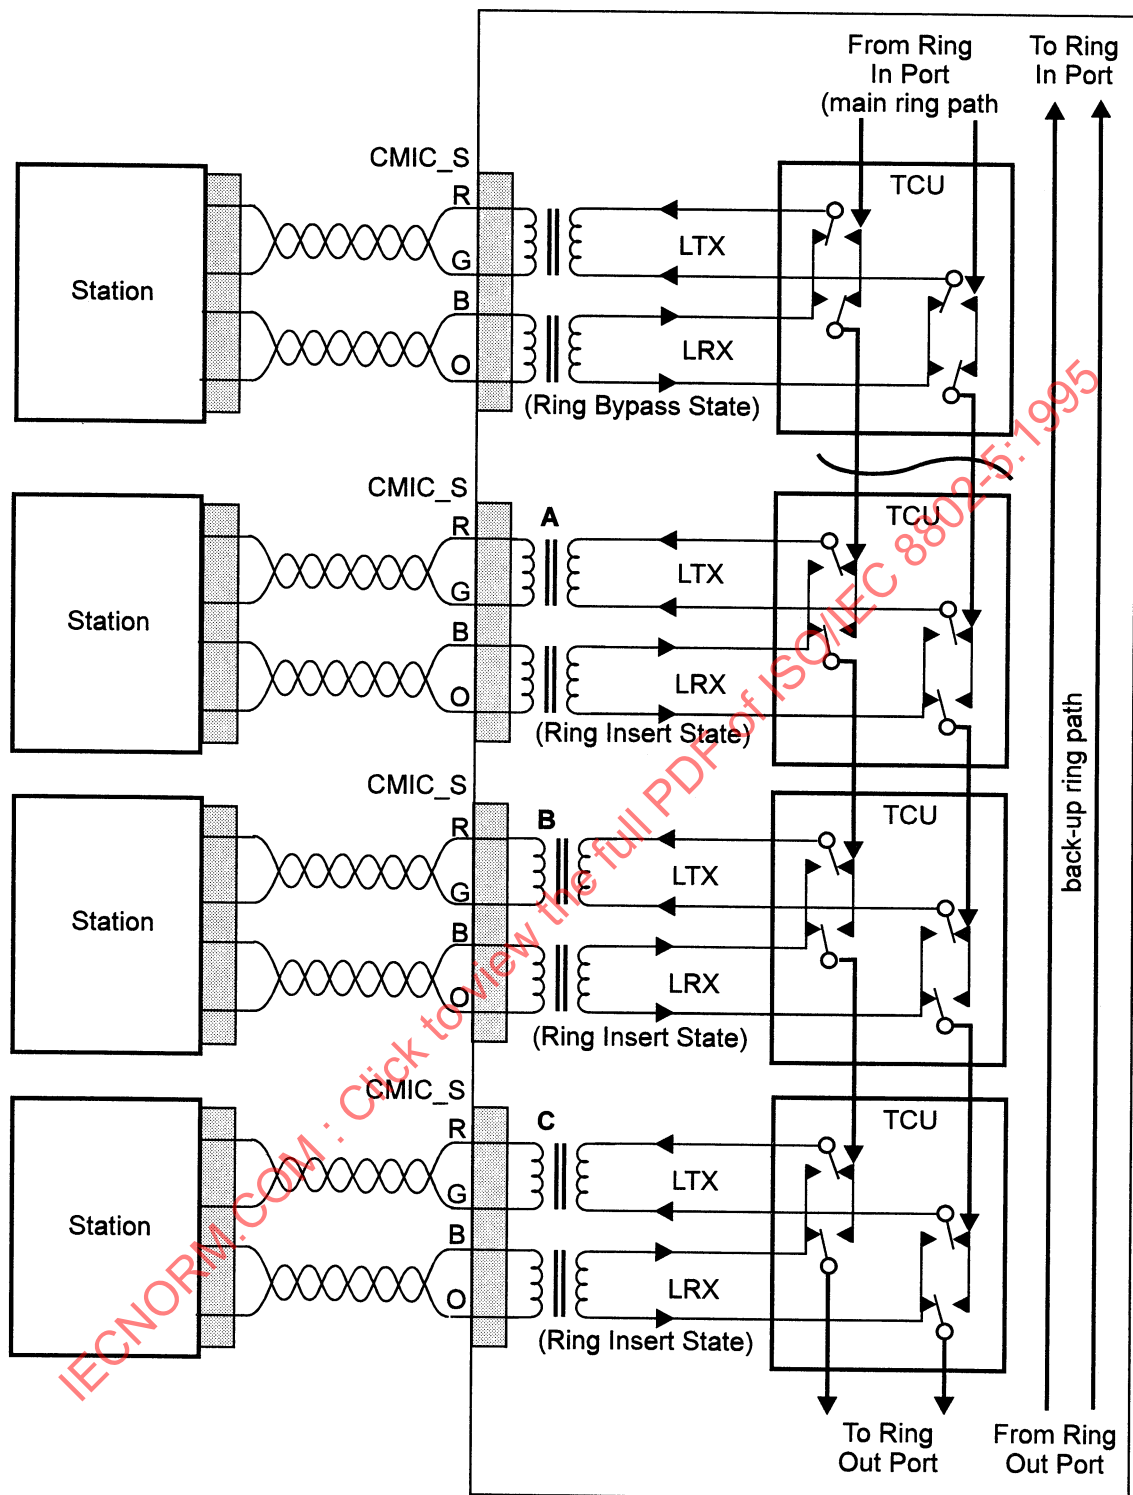 From Ring
In Port
(main ring path
To Ring
In Port
CMIC_S
R
G
B
O
Station
LTX
LRX
TCU
(Ring Bypass State)
CMIC_S
R
G
B
O
Station
A
LTX
LRX
TCU
(Ring Insert State)
CMIC_S
R
G
B
O
Station
B
LTX
LRX
TCU
(Ring Insert State)
CMIC_S
R
G
B
O
Station
C
LTX
LRX
TCU
(Ring Insert State)
back-up ring path
To Ring
Out Port
From Ring
Out Port
IECNORM.COM : Click to view the full PDF of ISO/IEC 8802-5:1995